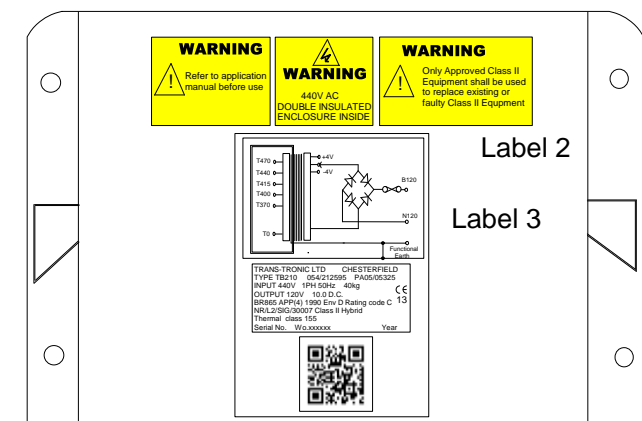 WARNING
Refer to application
manual before use
WARNING
440V AC
DOUBLE INSULATED
ENCLOSURE INSIDE
WARNING
Only Approved Class II
Equipment shall be used
to replace existing or
faulty Class II Equpment
Label 2
T470
T440
T415
T400
T370
T0
+4V
-4V
B120
N120
Functional
Earth
Label 3
TRANS-TRONIC LTD CHESTERFIELD
TYPE TB210 054/212595 PA05/05325
INPUT 440V 1PH 50Hz 40kg
OUTPUT 120V 10.0 D.C. CE
BR865 APP(4) 1990 Env D Rating code C 13
NR/L2/SIG/30007 Class II Hybrid
Thermal class 155
Serial No. Wo.xxxxxx Year